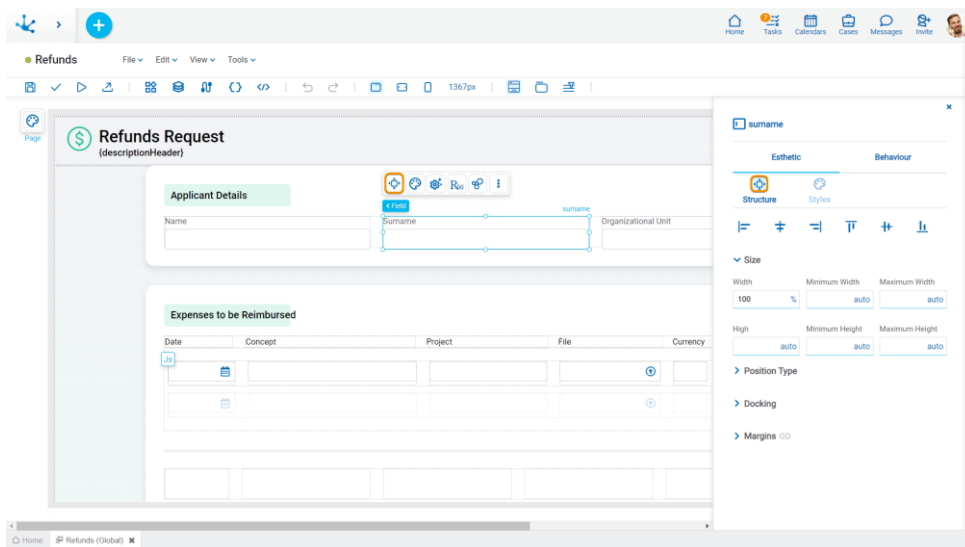 7
Home Tasks Calendars Cases Messages Invite
Refunds File Edit View Tools
1367px
Page
Refunds Request
{descriptionHeader}
Applicant Details
Field
surname
Name Surname Organizational Unit
Expenses to be Reimbursed
Date Concept Project File Currency
Js
surname
Esthetic Behaviour
Structure Styles
Size
Width Minimum Width Maximum Width
100 % auto auto
High Minimum Height Maximum Height
auto auto auto
Position Type
Docking
Margins
Home Refunds (Global)